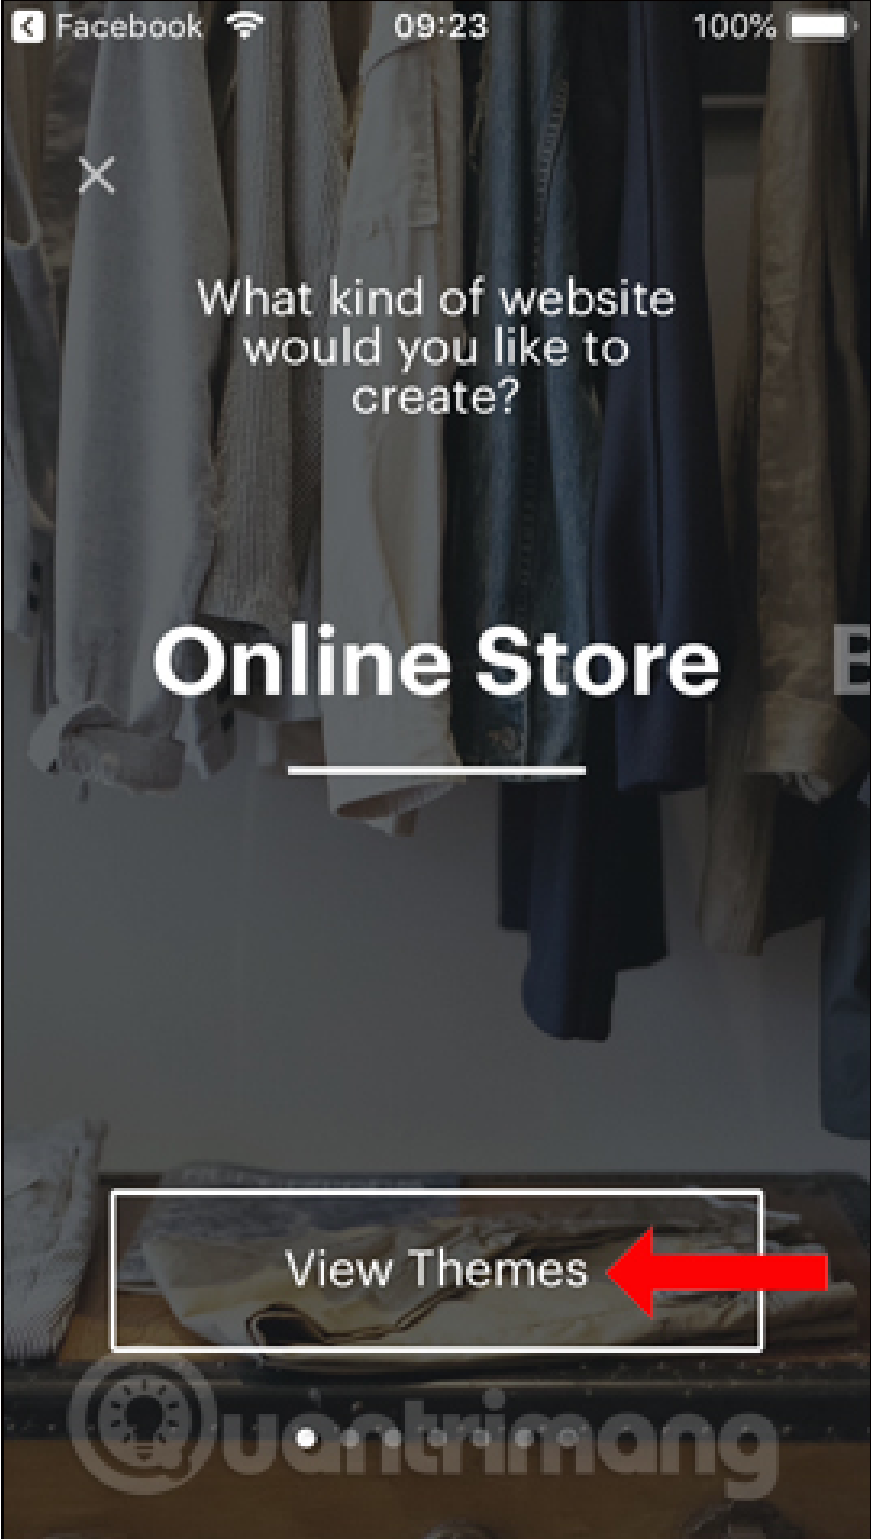 Facebook 09:23 100%
What kind of website
would you like to
create?
Online Store B
View Themes
Quantrimang